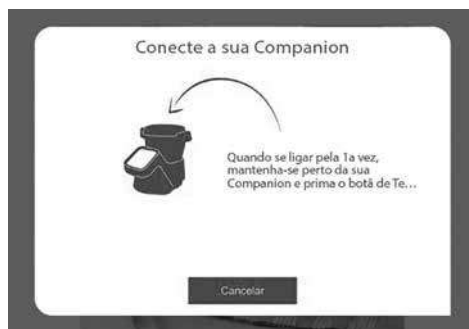 Conecte a sua Companion
Quando se ligar pela 1a vez,
mantenha-se perto da sua
Companion e prima o botã de Te...
Cancelar